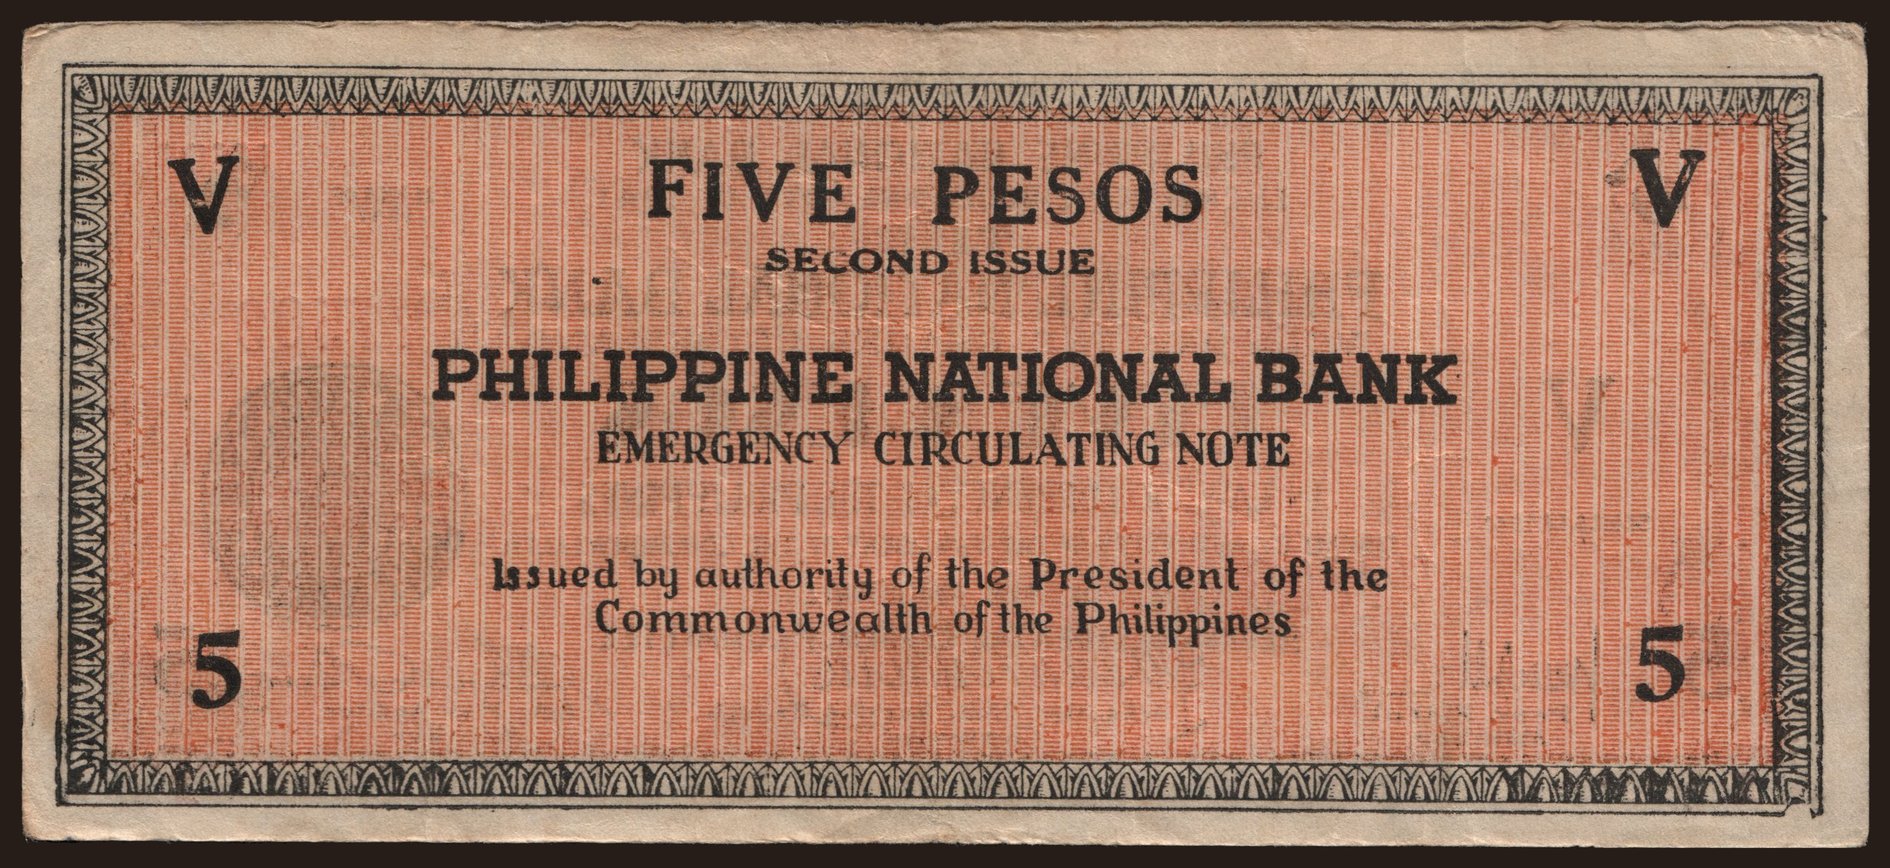 V FIVE PESOS V
SECOND ISSUE
PHILIPPINE NATIONAL BANK
EMERGENCY CIRCULATING NOTE
Issued by authority of the President of the
Commonwealth of the Philippines
5 5